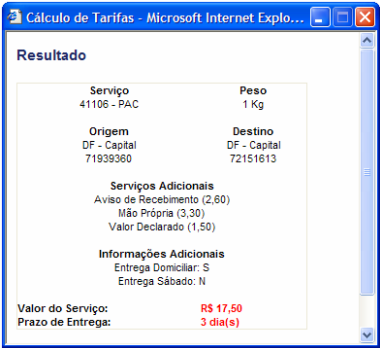 Cálculo de Tarifas - Microsoft Internet Explo...
Resultado
Serviço Peso
41106 - PAC 1 Kg
Origem Destino
DF - Capital DF - Capital
71939360 72151613
Serviços Adicionais
Aviso de Recebimento (2,60)
Mão Própria (3,30)
Valor Declarado (1,50)
Informações Adicionais
Entrega Domiciliar: S
Entrega Sábado: N
Valor do Serviço: R$ 17,50
Prazo de Entrega: 3 dia(s)